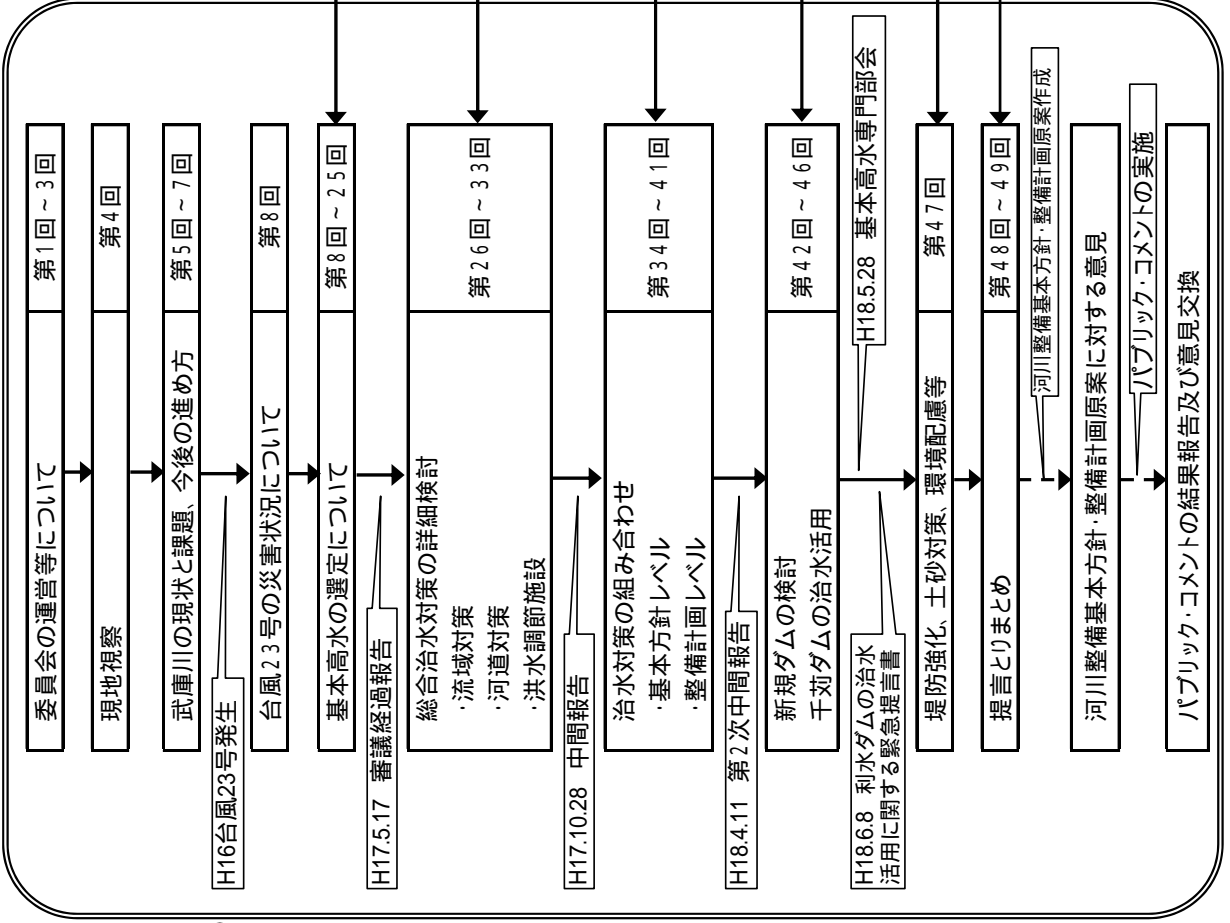 委員会の運営等について 第1回~3回
現地視察 第4回
武庫川の現状と課題、今後の進め方 第5回~7回
H16台風23号発生
台風23号の災害状況について 第8回
基本高水の選定について 第8回~25回
H17.5.17 審議経過報告
総合治水対策の詳細検討 第26回~33回
・流域対策
・河道対策
・洪水調節施設
H17.10.28 中間報告
治水対策の組み合わせ 第34回~41回
・基本方針レベル
・整備計画レベル
H18.4.11 第2次中間報告
新規ダムの検討 第42回~46回
千苅ダムの治水活用
H18.5.28 基本高水専門部会
H18.6.8 利水ダムの治水
活用に関する緊急提言書
堤防強化、土砂対策、環境配慮等 第47回
提言とりまとめ 第48回~49回
河川整備基本方針・整備計画原案作成
河川整備基本方針・整備計画原案に対する意見
パブリック・コメントの実施
パブリック・コメントの結果報告及び意見交換